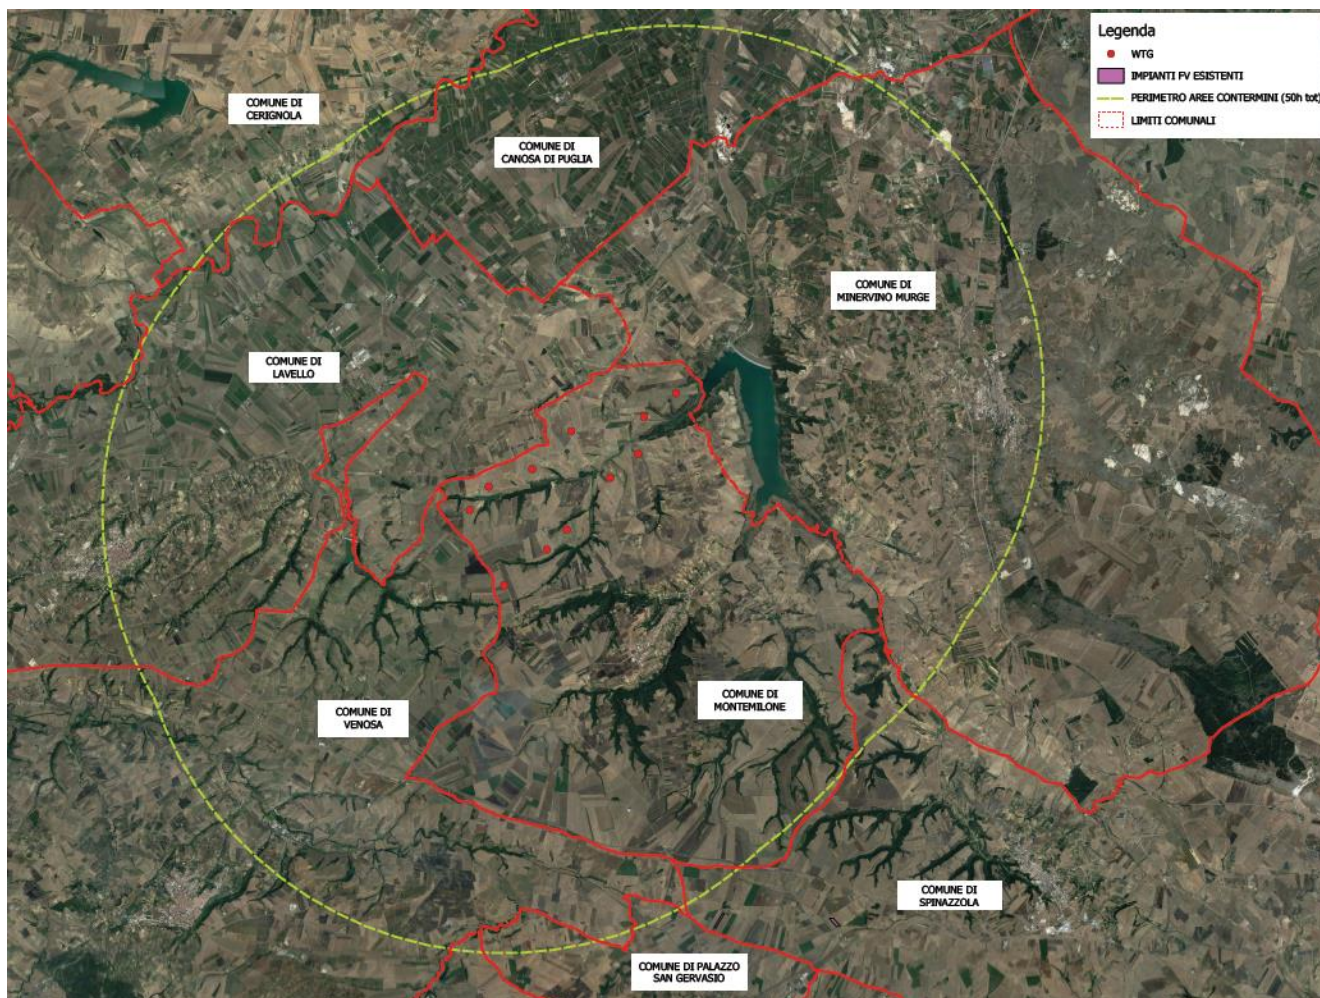 Legenda
WTG
IMPIANTI FV ESISTENTI
PERIMETRO AREE CONTERMINI (50h tot)
LIMITI COMUNALI
COMUNE DI
CERIGNOLA
COMUNE DI
CANOSA DI PUGLIA
COMUNE DI
MINERVINO MURGE
COMUNE DI
LAVELLO
COMUNE DI
VENOSA
COMUNE DI
MONTEMILONE
COMUNE DI
SPINAZZOLA
COMUNE DI PALAZZO
SAN GERVASIO